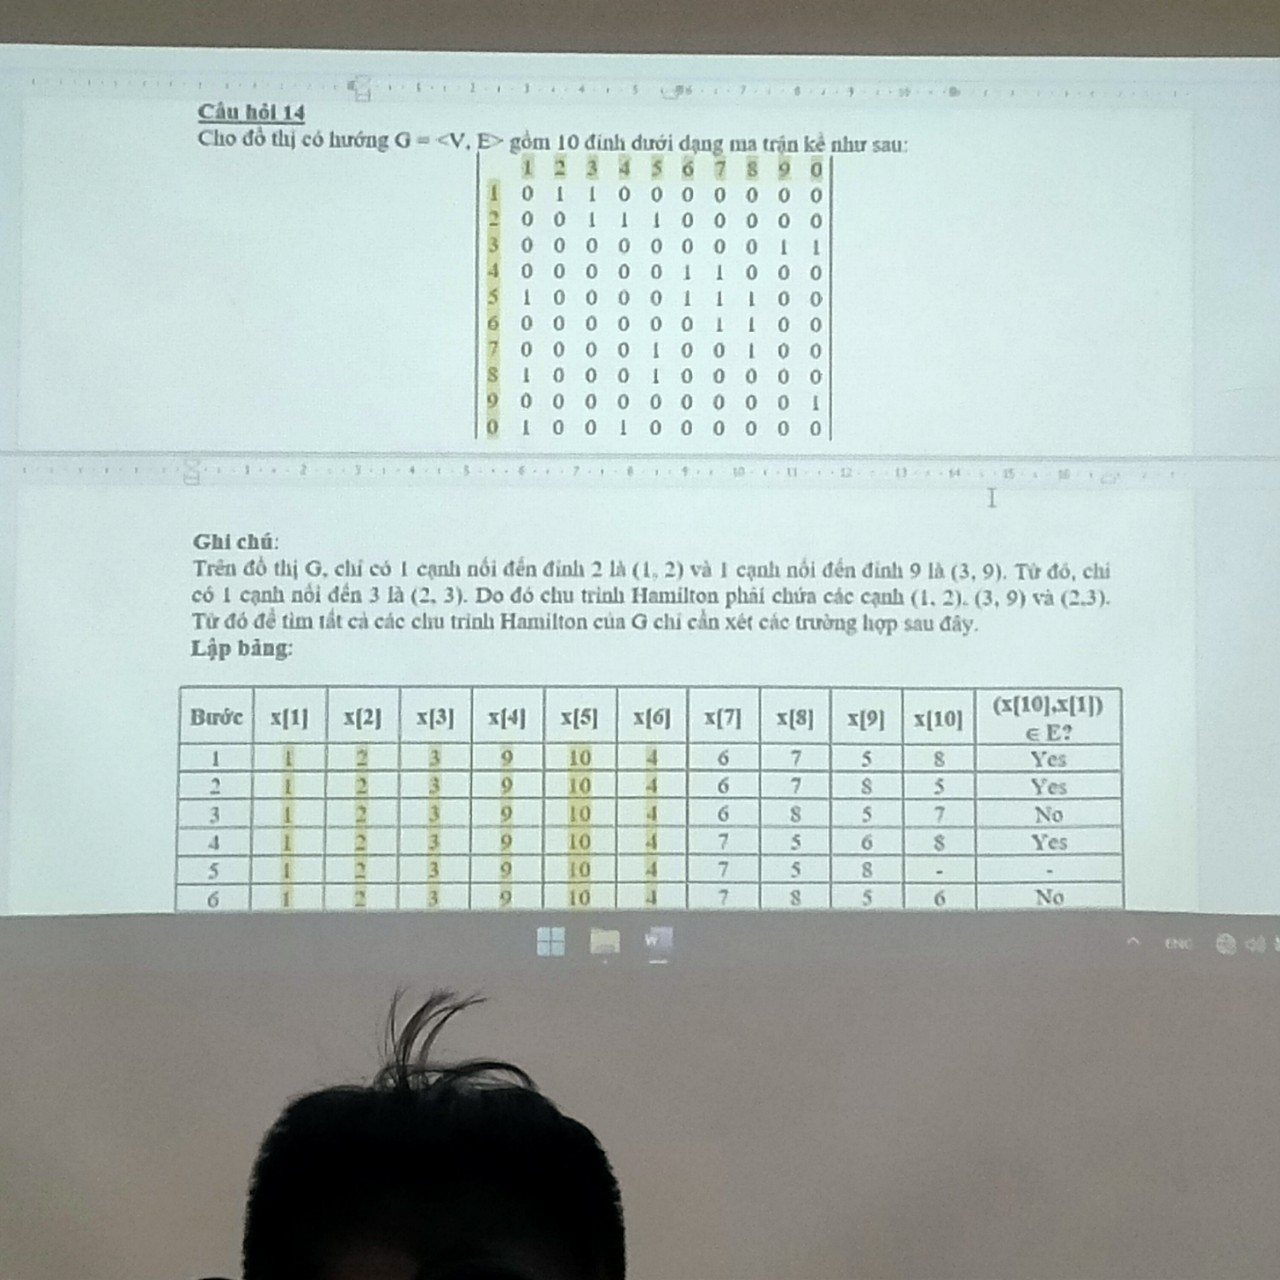 Câu hỏi 14
Cho đồ thị có hướng G = <V, E> gồm 10 đỉnh dưới dạng ma trận kề như sau:
1 2 3 4 5 6 7 8 9 0
1 0 1 1 0 0 0 0 0 0 0
2 0 0 1 1 1 0 0 0 0 0
3 0 0 0 0 0 0 0 0 1 1
4 0 0 0 0 0 1 1 0 0 0
5 1 0 0 0 0 1 1 1 0 0
6 0 0 0 0 0 0 1 1 0 0
7 0 0 0 0 1 0 0 1 0 0
8 1 0 0 0 1 0 0 0 0 0
9 0 0 0 0 0 0 0 0 0 1
0 1 0 0 1 0 0 0 0 0 0
Ghi chú:
Trên đồ thị G, chỉ có 1 cạnh nối đến đỉnh 2 là (1, 2) và 1 cạnh nối đến đỉnh 9 là (3, 9). Từ đó, chỉ
có 1 cạnh nối đến 3 là (2, 3). Do đó chu trình Hamilton phải chứa các cạnh (1, 2), (3, 9) và (2,3).
Từ đó để tìm tất cả các chu trình Hamilton của G chỉ cần xét các trường hợp sau đây.
Lập bảng:
Bước x[1] x[2] x[3] x[4] x[5] x[6] x[7] x[8] x[9] x[10] (x[10],x[1]) ∈ E?
1 1 2 3 9 10 4 6 7 5 8 Yes
2 1 2 3 9 10 4 6 7 8 5 Yes
3 1 2 3 9 10 4 6 8 5 7 No
4 1 2 3 9 10 4 7 5 6 8 Yes
5 1 2 3 9 10 4 7 5 8 - -
6 1 2 3 9 10 4 7 8 5 6 No
ENG